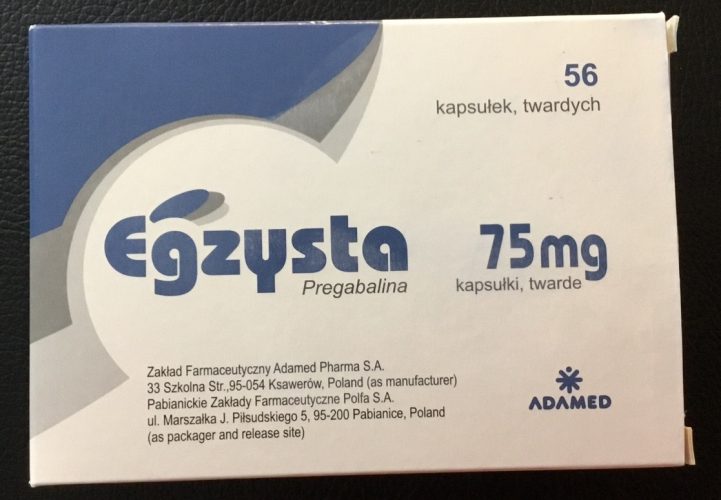 56
kapsułek, twardych
Egzysta
Pregabalina
75mg
kapsułki, twarde
Zakład Farmaceutyczny Adamed Pharma S.A.
33 Szkolna Str.,95-054 Ksawerów, Poland (as manufacturer)
Pabianickie Zakłady Farmaceutyczne Polfa S.A.
ul. Marszałka J. Piłsudskiego 5, 95-200 Pabianice, Poland
(as packager and release site)
ADAMED